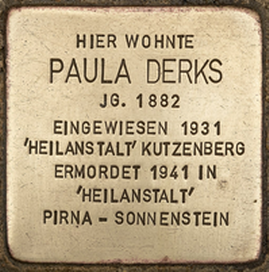 HIER WOHNTE
PAULA DERKS
JG. 1882
EINGEWIESEN 1931
'HEILANSTALT' KUTZENBERG
ERMORDET 1941 IN
'HEILANSTALT'
PIRNA – SONNENSTEIN